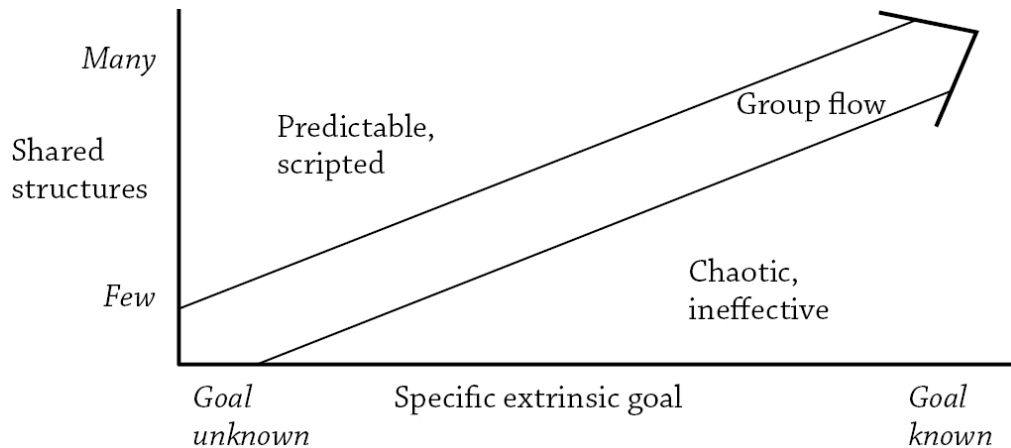 Many
Group flow
Predictable,
scripted
Shared
structures
Chaotic,
ineffective
Few
Goal
unknown
Specific extrinsic goal
Goal
known